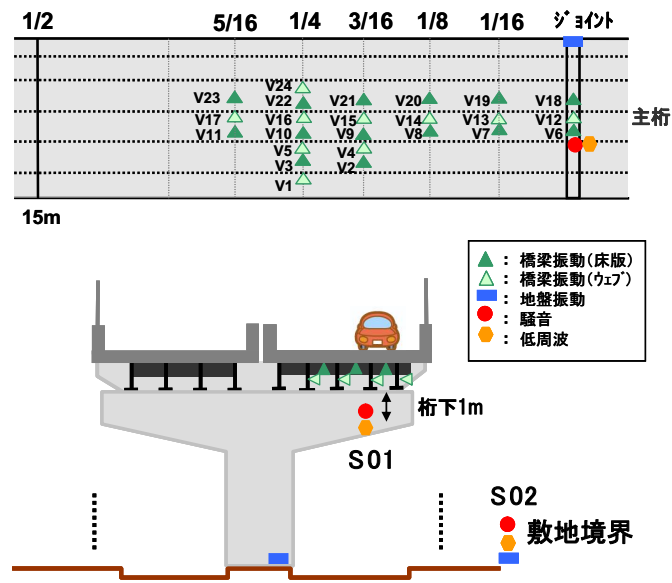 1/2 5/16 1/4 3/16 1/8 1/16 ｼﾞｮｲﾝﾄ
V24
V23 V22 V21 V20 V19 V18
V17 V16 V15 V14 V13 V12
主桁
V11 V10 V9 V8 V7 V6
V5 V4
V3 V2
V1
15m
：橋梁振動(床版)
：橋梁振動(ｳｪﾌﾞ)
：地盤振動
：騒音
：低周波
桁下1m
S01
S02
敷地境界